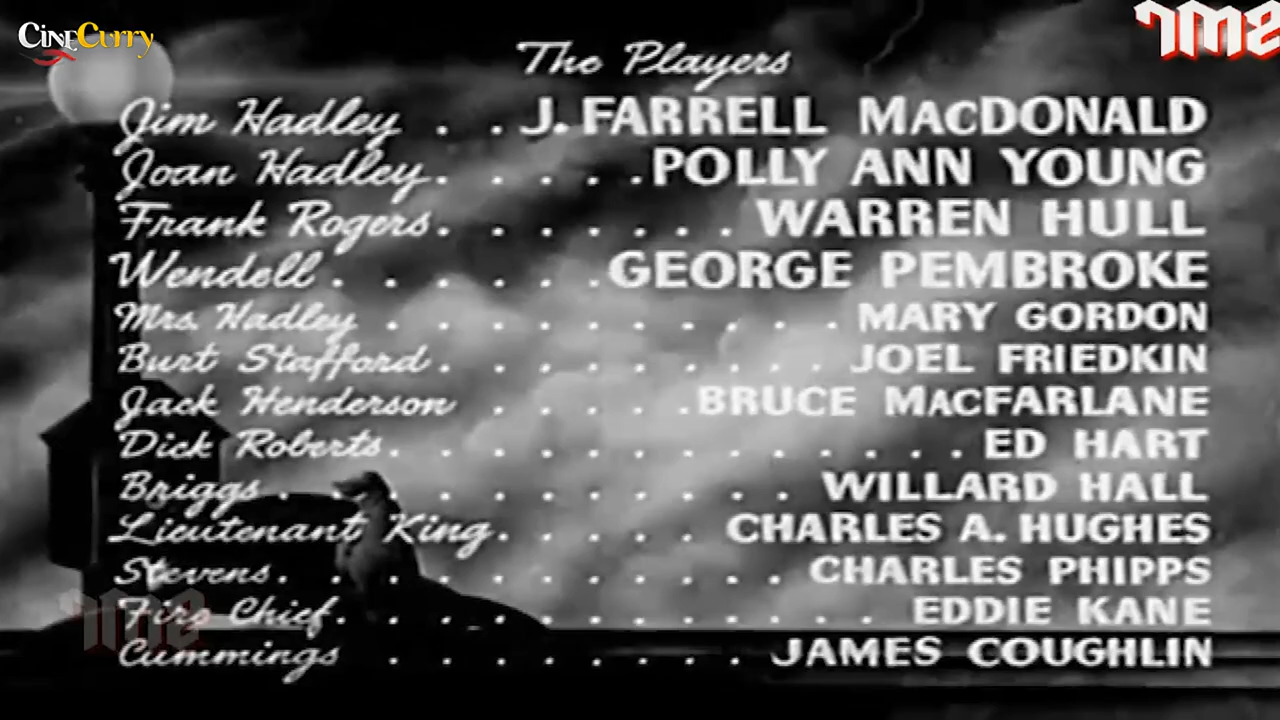 CINECURRY
The Players
Jim Hadley . . J. FARRELL MACDONALD
Joan Hadley. . . . . .POLLY ANN YOUNG
Frank Rogers. . . . . . . WARREN HULL
Wendell . . . . . .GEORGE PEMBROKE
Mrs. Hadley . . . . . . . . . . MARY GORDON
Burt Stafford. . . . . . . . . JOEL FRIEDKIN
Jack Henderson . . . . .BRUCE MACFARLANE
Dick Roberts. . . . . . . . . . . . . ED HART
Briggs . . . . . . . . . . . WILLARD HALL
Lieutenant King. . . . . CHARLES A. HUGHES
Stevens. . . . . . . . . . . . CHARLES PHIPPS
Fire Chief. . . . . . . . . . . EDDIE KANE
Cummings . . . . . . . . JAMES COUGHLIN